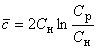 c̅ = 2Cн ln Cр/Cн